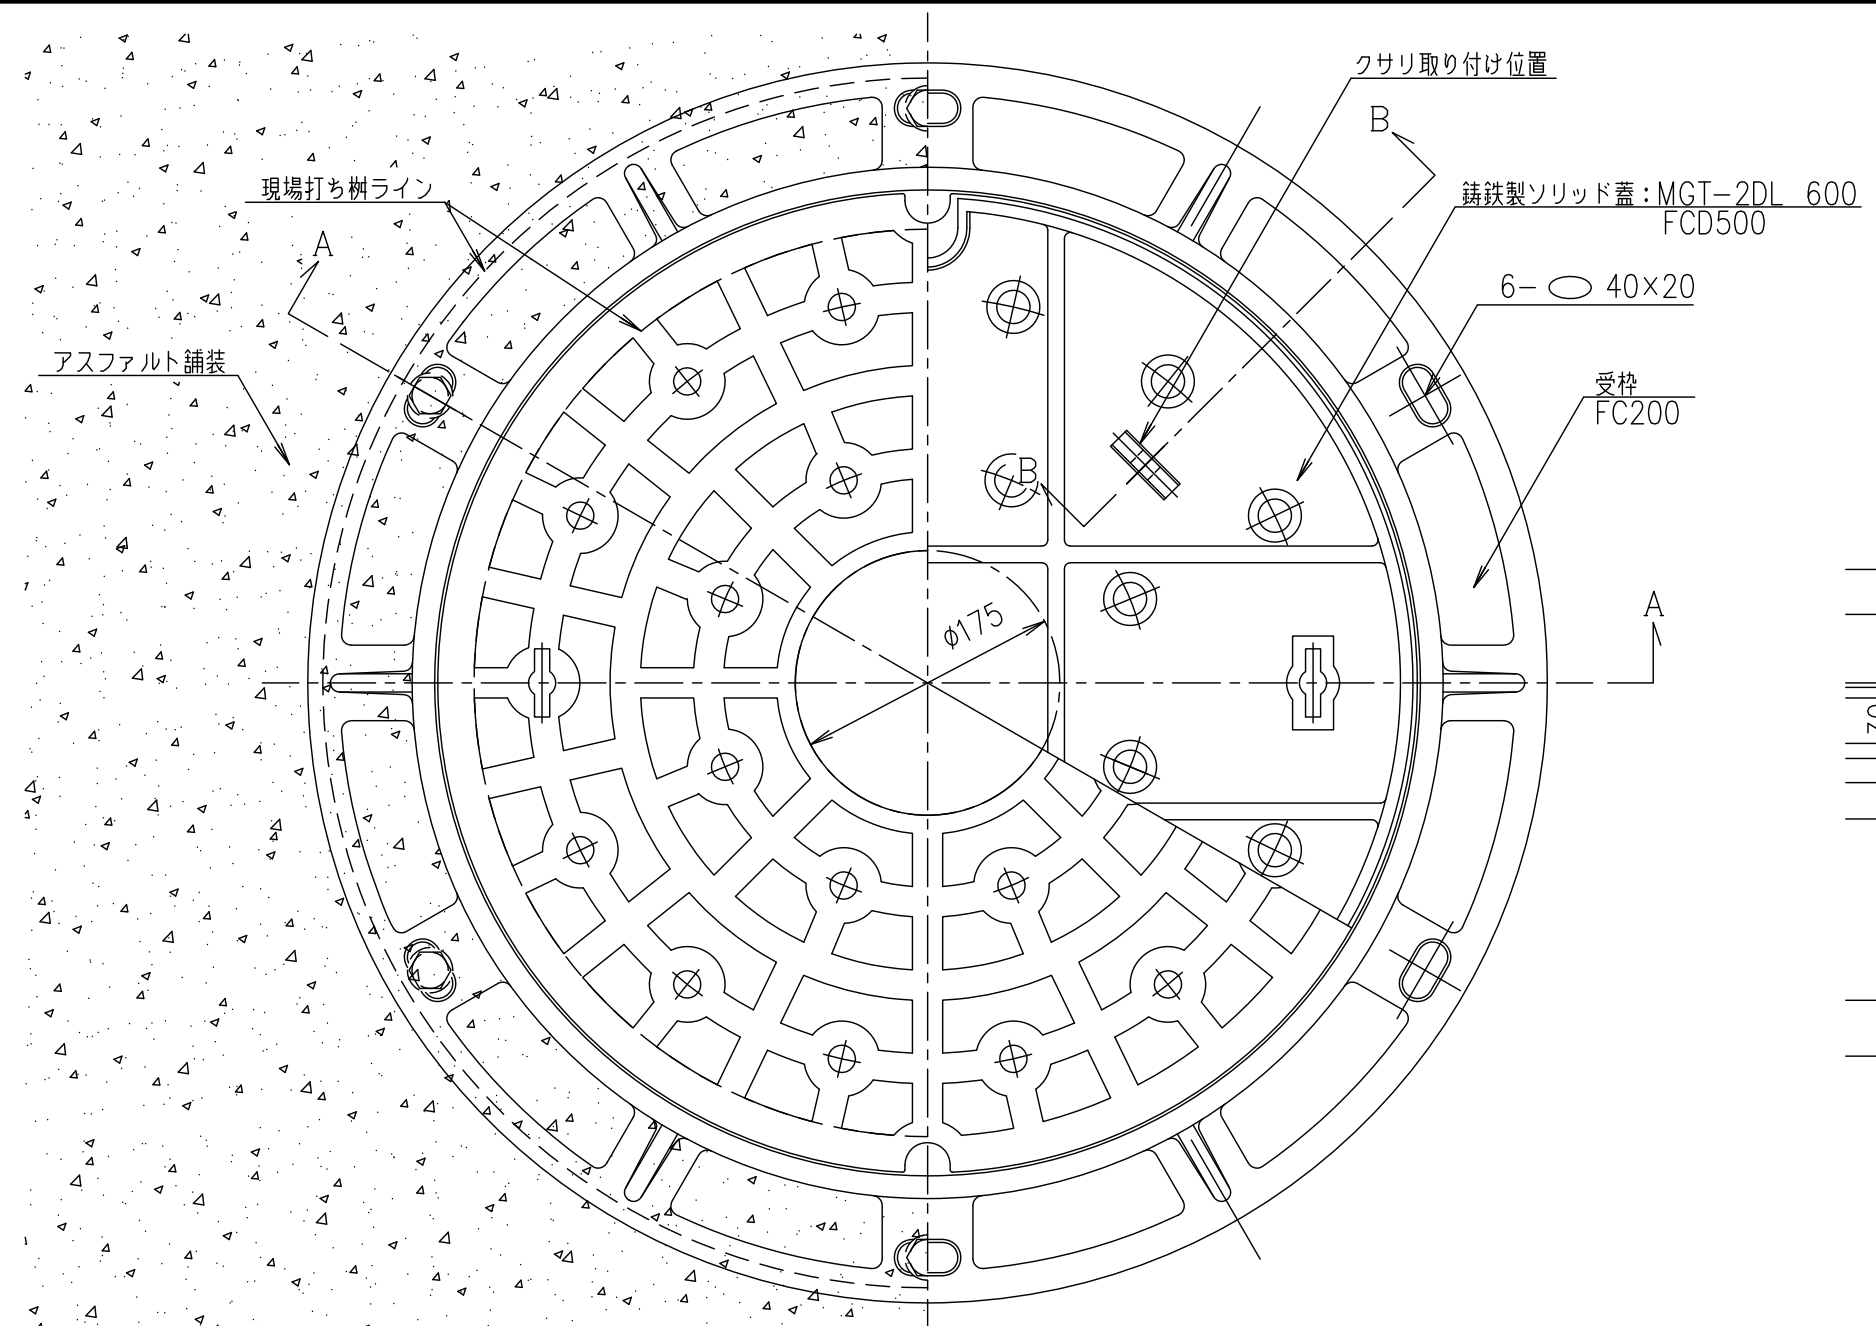 クサリ取り付け位置
B
現場打ち桝ライン
鋳鉄製ソリッド蓋：MGT-2DL 600
FCD500
A
6- ⬭ 40×20
アスファルト舗装
受枠
FC200
B
φ175
A